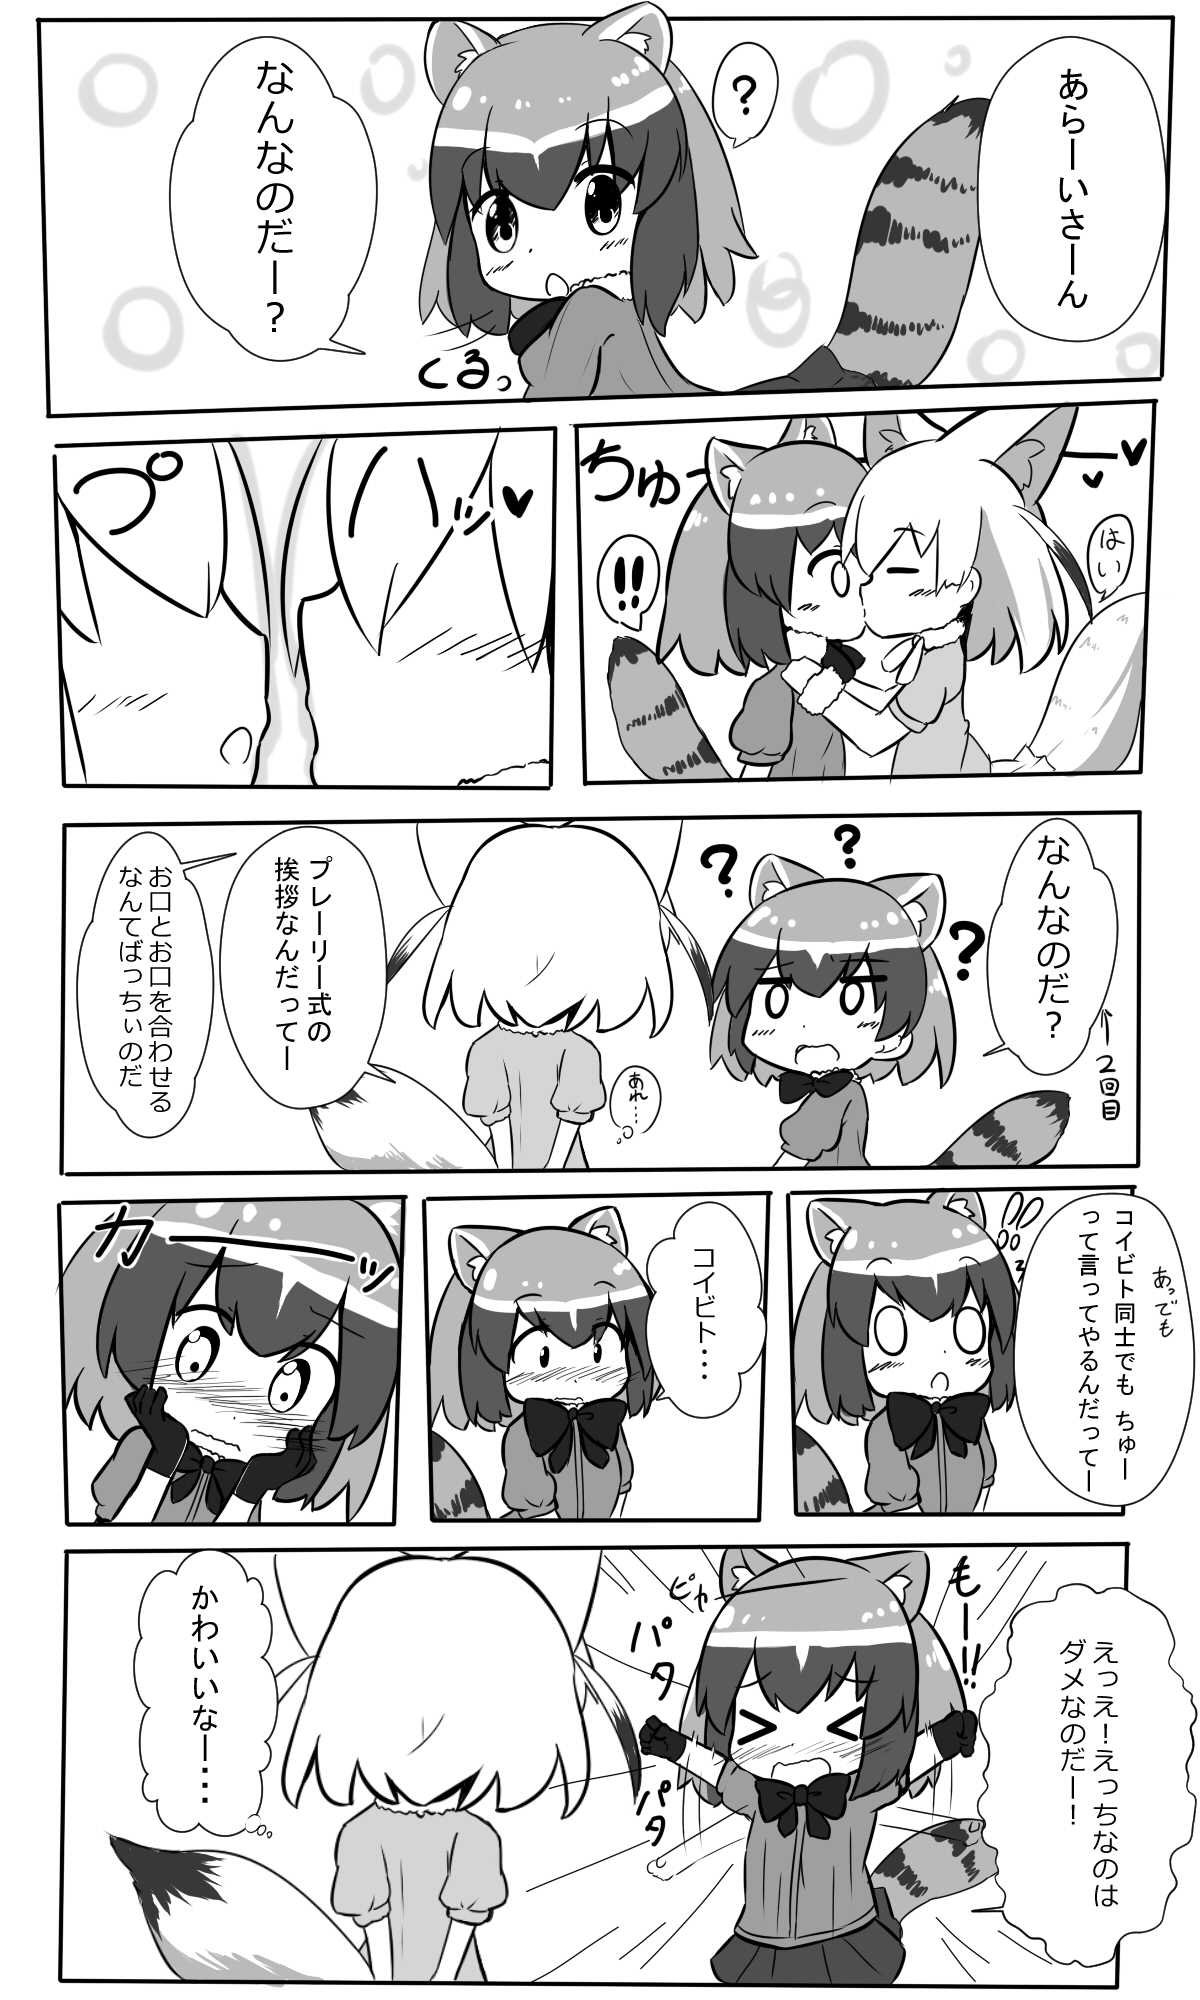 あらーいさーん
?
くるっ
なんなのだー?
はい
ちゅーー♥♥
!!
プハッ♥
なんなのだ?
←2回目
? ? ?
あれ…
プレーリー式の
挨拶なんだってー
お口とお口を合わせる
なんてばっちぃのだ
あっでも
コイビト同士でも ちゅー
って言ってやるんだってー
コイビト・・・
カーーッ
えっえ!えっちなのは
ダメなのだー!
もー!!
ピカ
パタ
パタ
かわいいなー・・・